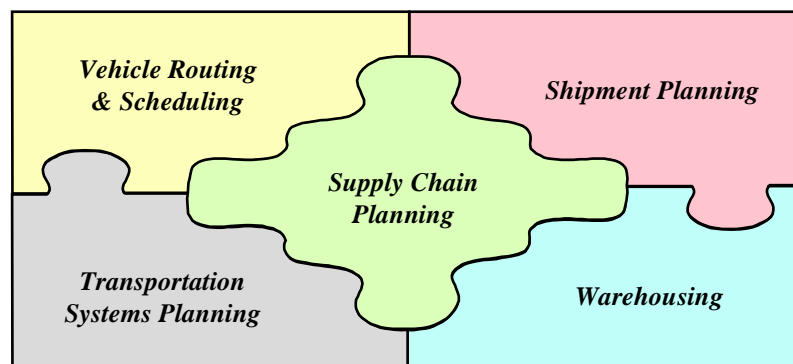 Vehicle Routing
& Scheduling
Shipment Planning
Supply Chain
Planning
Transportation
Systems Planning
Warehousing